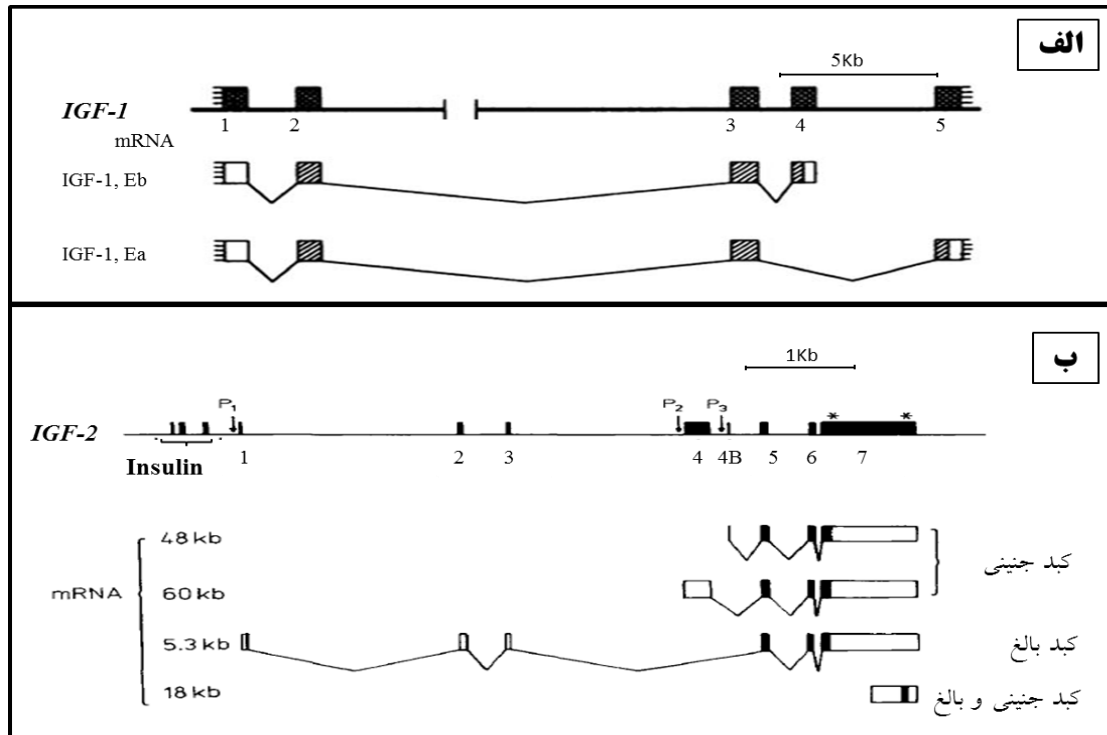 الف
5Kb
IGF-1
1 2 3 4 5
mRNA
IGF-1, Eb
IGF-1, Ea
ب
1Kb
P1 P2 P3 * *
IGF-2
Insulin
1 2 3 4 4B 5 6 7
48 kb
کبد جنینی
mRNA
60 kb
5.3 kb کبد بالغ
18 kb کبد جنینی و بالغ